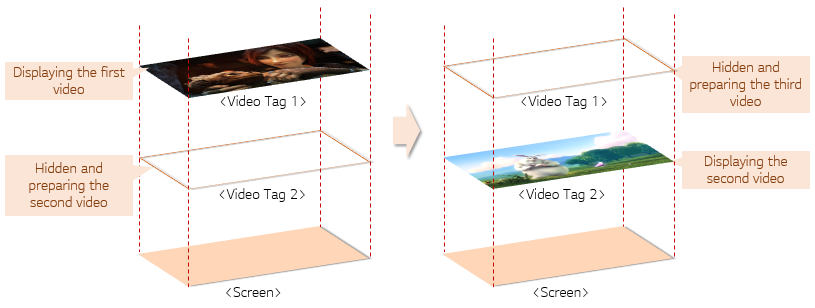 Displaying the first
video
<Video Tag 1>
Hidden and
preparing the
second video
<Video Tag 2>
<Screen>
<Video Tag 1>
Hidden and
preparing the third
video
<Video Tag 2>
Displaying the
second video
<Screen>